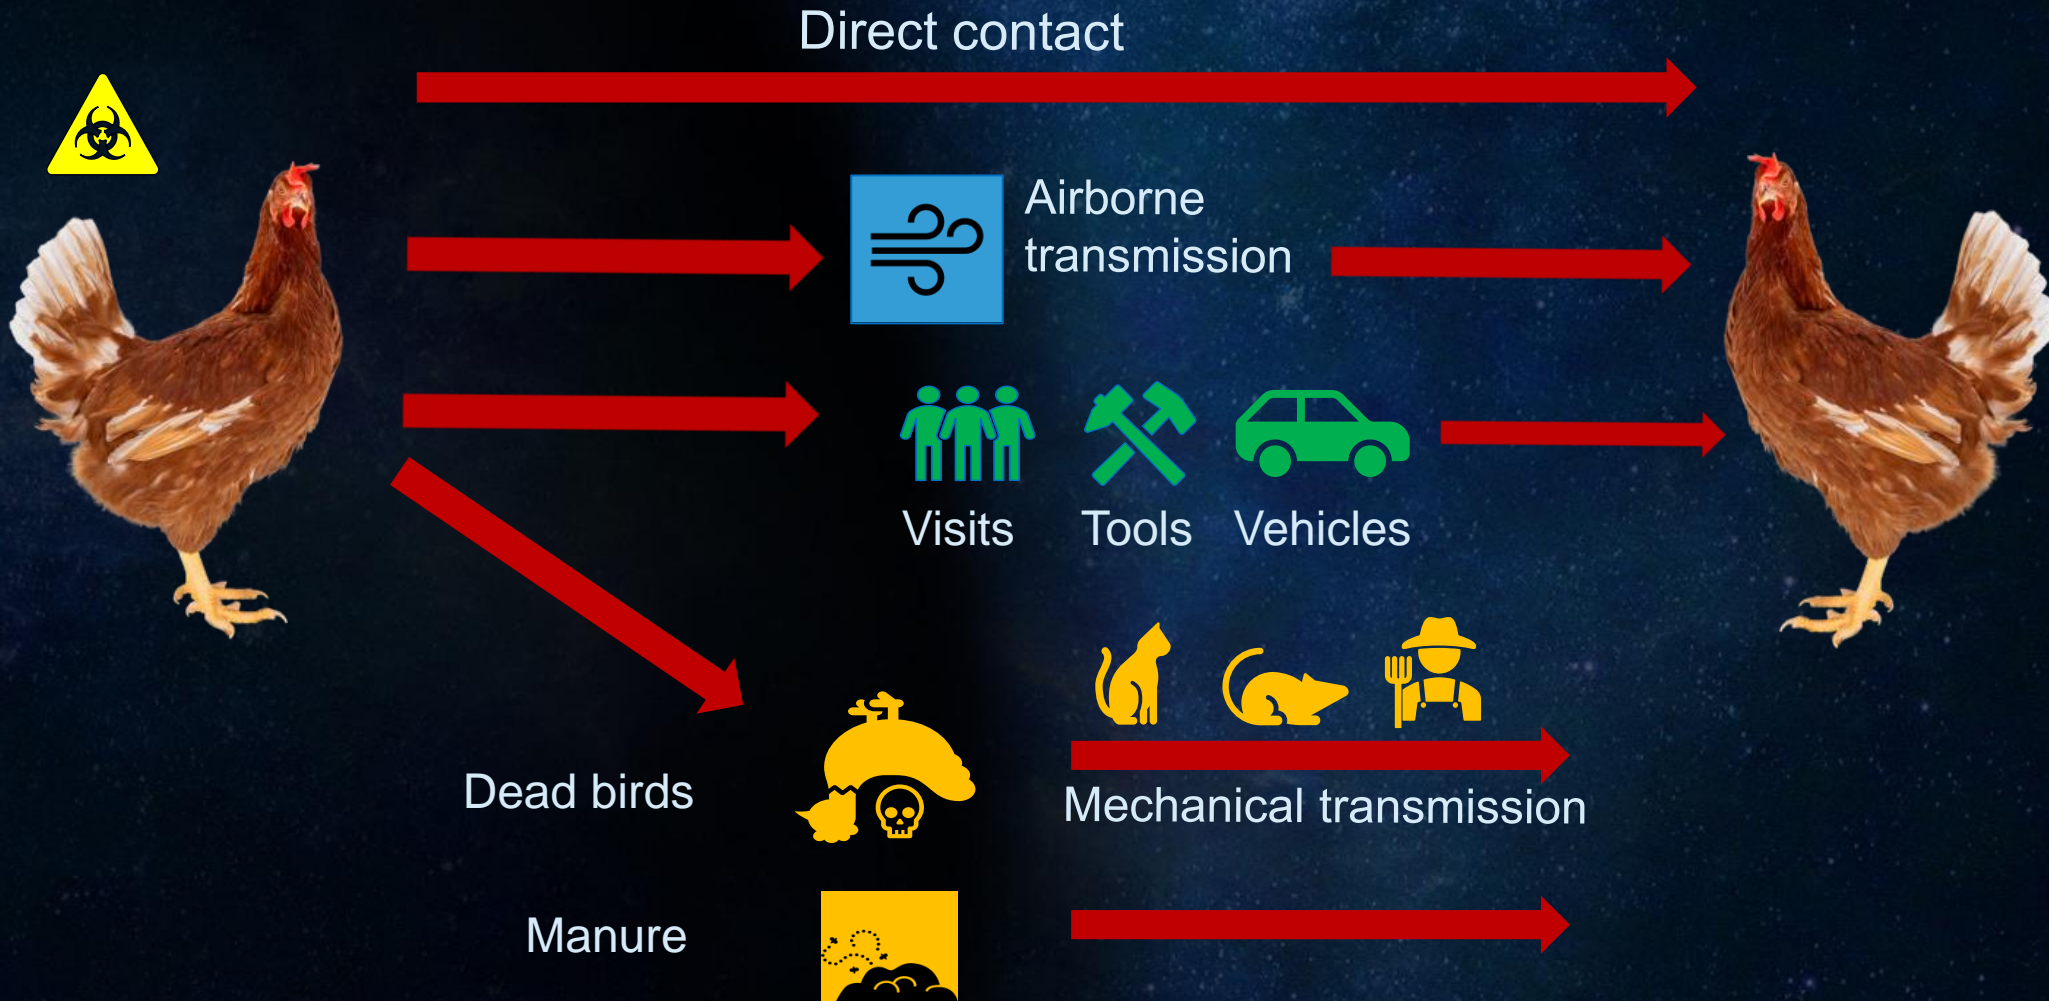 Direct contact
Airborne
transmission
Visits
Tools
Vehicles
Dead birds
Mechanical transmission
Manure